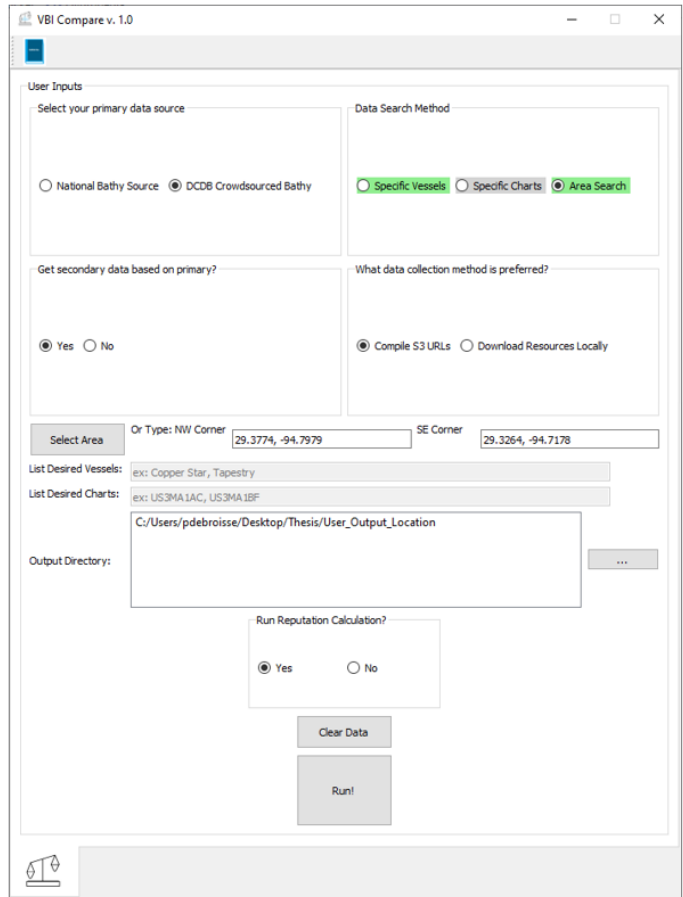 VBI Compare v. 1.0
User Inputs
Select your primary data source
National Bathy Source DCDB Crowdsourced Bathy
Data Search Method
Specific Vessels Specific Charts Area Search
Get secondary data based on primary?
Yes No
What data collection method is preferred?
Compile S3 URLs Download Resources Locally
Select Area Or Type: NW Corner 29.3774, -94.7979 SE Corner 29.3264, -94.7178
List Desired Vessels: ex: Copper Star, Tapestry
List Desired Charts: ex: US3MA1AC, US3MA1BF
Output Directory: C:/Users/pdebroisse/Desktop/Thesis/User_Output_Location ...
Run Reputation Calculation?
Yes No
Clear Data
Run!